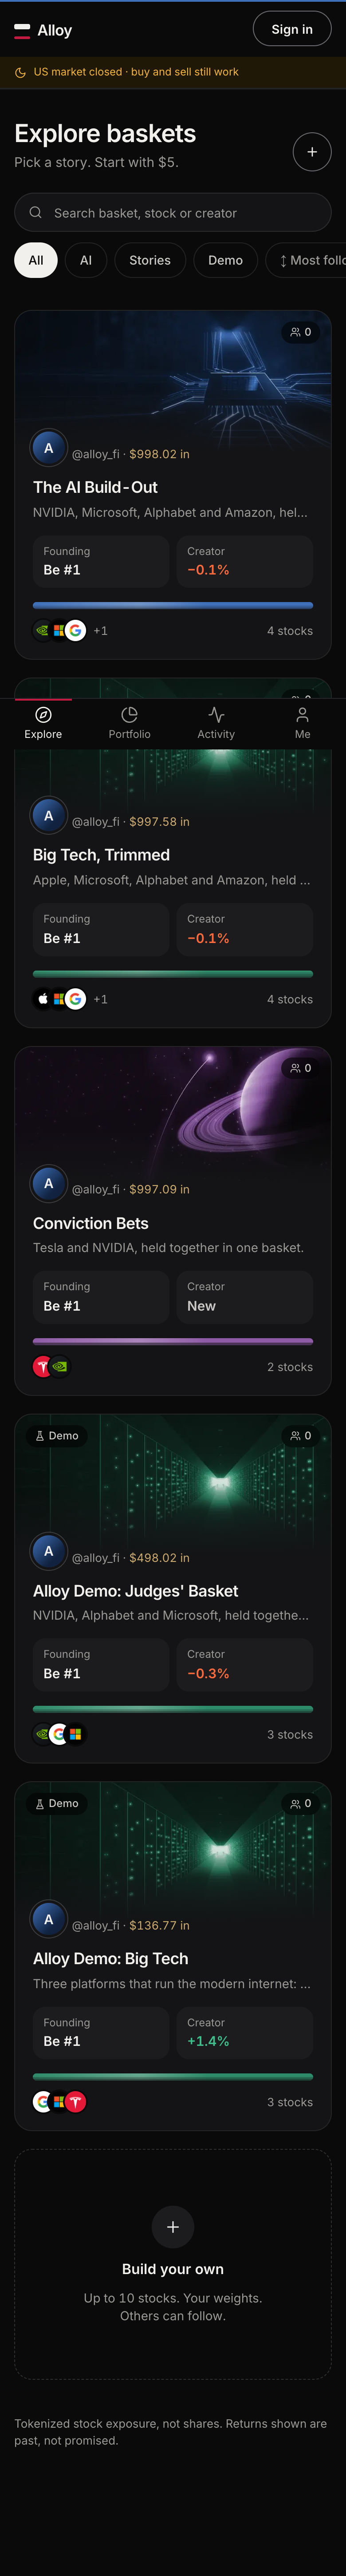 Alloy
Sign in
US market closed · buy and sell still work
Explore baskets
Pick a story. Start with $5.
Search basket, stock or creator
All
AI
Stories
Demo
↕ Most follo
0
A
@alloy_fi · $998.02 in
The AI Build-Out
NVIDIA, Microsoft, Alphabet and Amazon, hel...
Founding
Be #1
Creator
−0.1%
+1
4 stocks
Explore
Portfolio
Activity
Me
A
@alloy_fi · $997.58 in
Big Tech, Trimmed
Apple, Microsoft, Alphabet and Amazon, held ...
Founding
Be #1
Creator
−0.1%
+1
4 stocks
0
A
@alloy_fi · $997.09 in
Conviction Bets
Tesla and NVIDIA, held together in one basket.
Founding
Be #1
Creator
New
2 stocks
Demo
0
A
@alloy_fi · $498.02 in
Alloy Demo: Judges' Basket
NVIDIA, Alphabet and Microsoft, held togethe...
Founding
Be #1
Creator
−0.3%
3 stocks
Demo
0
A
@alloy_fi · $136.77 in
Alloy Demo: Big Tech
Three platforms that run the modern internet: ...
Founding
Be #1
Creator
+1.4%
3 stocks
Build your own
Up to 10 stocks. Your weights.
Others can follow.
Tokenized stock exposure, not shares. Returns shown are
past, not promised.